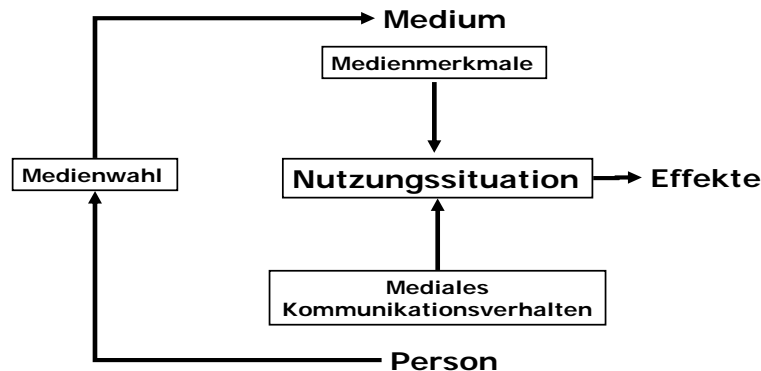 Medium
Medienmerkmale
Medienwahl
Nutzungssituation
Effekte
Mediales
Kommunikationsverhalten
Person